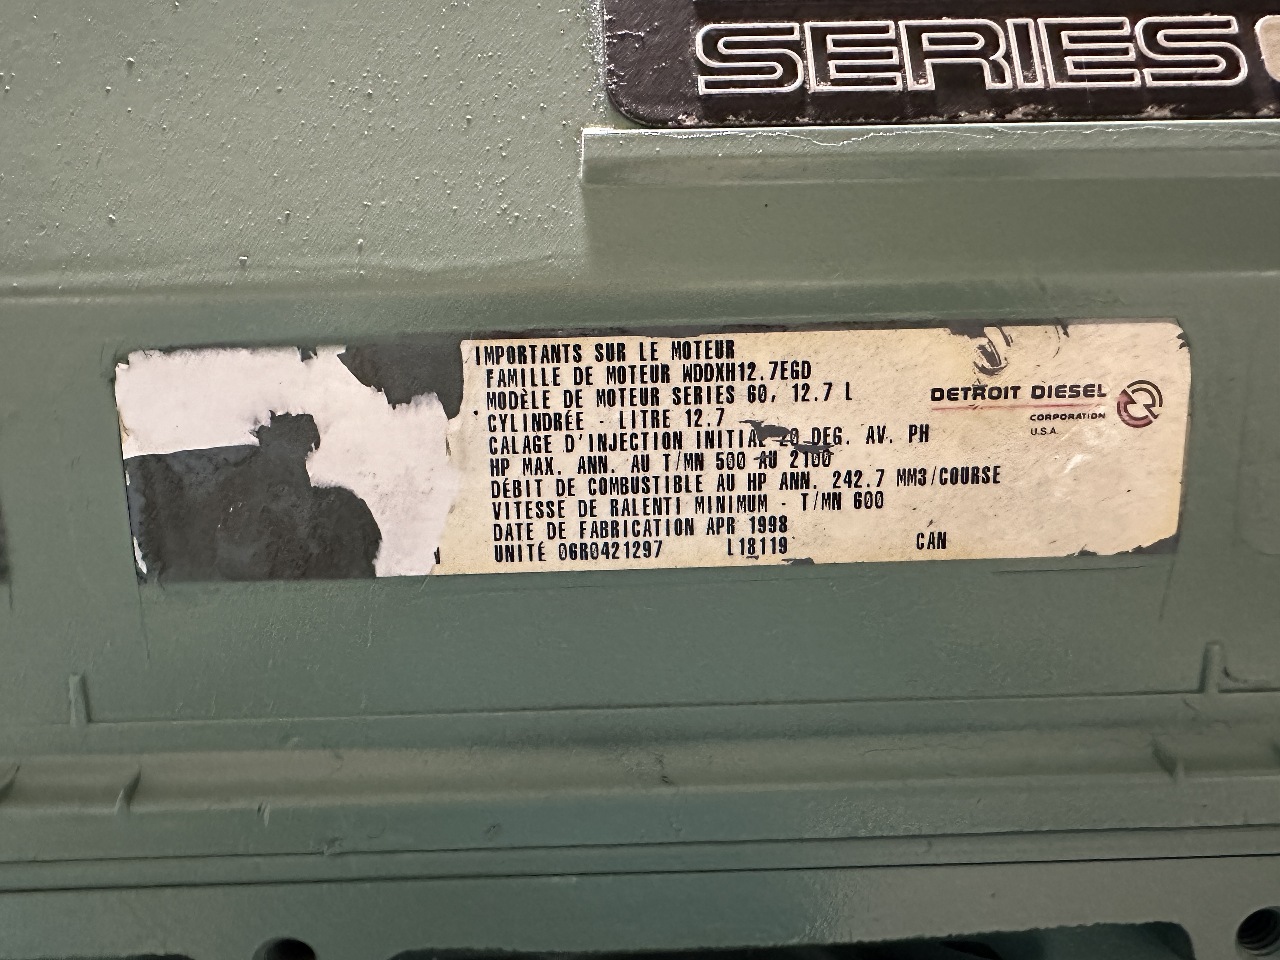 SERIES
IMPORTANTS SUR LE MOTEUR
FAMILLE DE MOTEUR WDDXH12.7EGD
MODÈLE DE MOTEUR SERIES 60, 12.7 L
CYLINDRÉE - LITRE 12.7
CALAGE D'INJECTION INITIAL 20 DEG. AV. PH
HP MAX. ANN. AU T/MN 500 AU 2100
DÉBIT DE COMBUSTIBLE AU HP ANN. 242.7 MM3/COURSE
VITESSE DE RALENTI MINIMUM - T/MN 600
DATE DE FABRICATION APR 1998
UNITÉ 06R0421297 L18119 CAN
DETROIT DIESEL
CORPORATION
U.S.A.